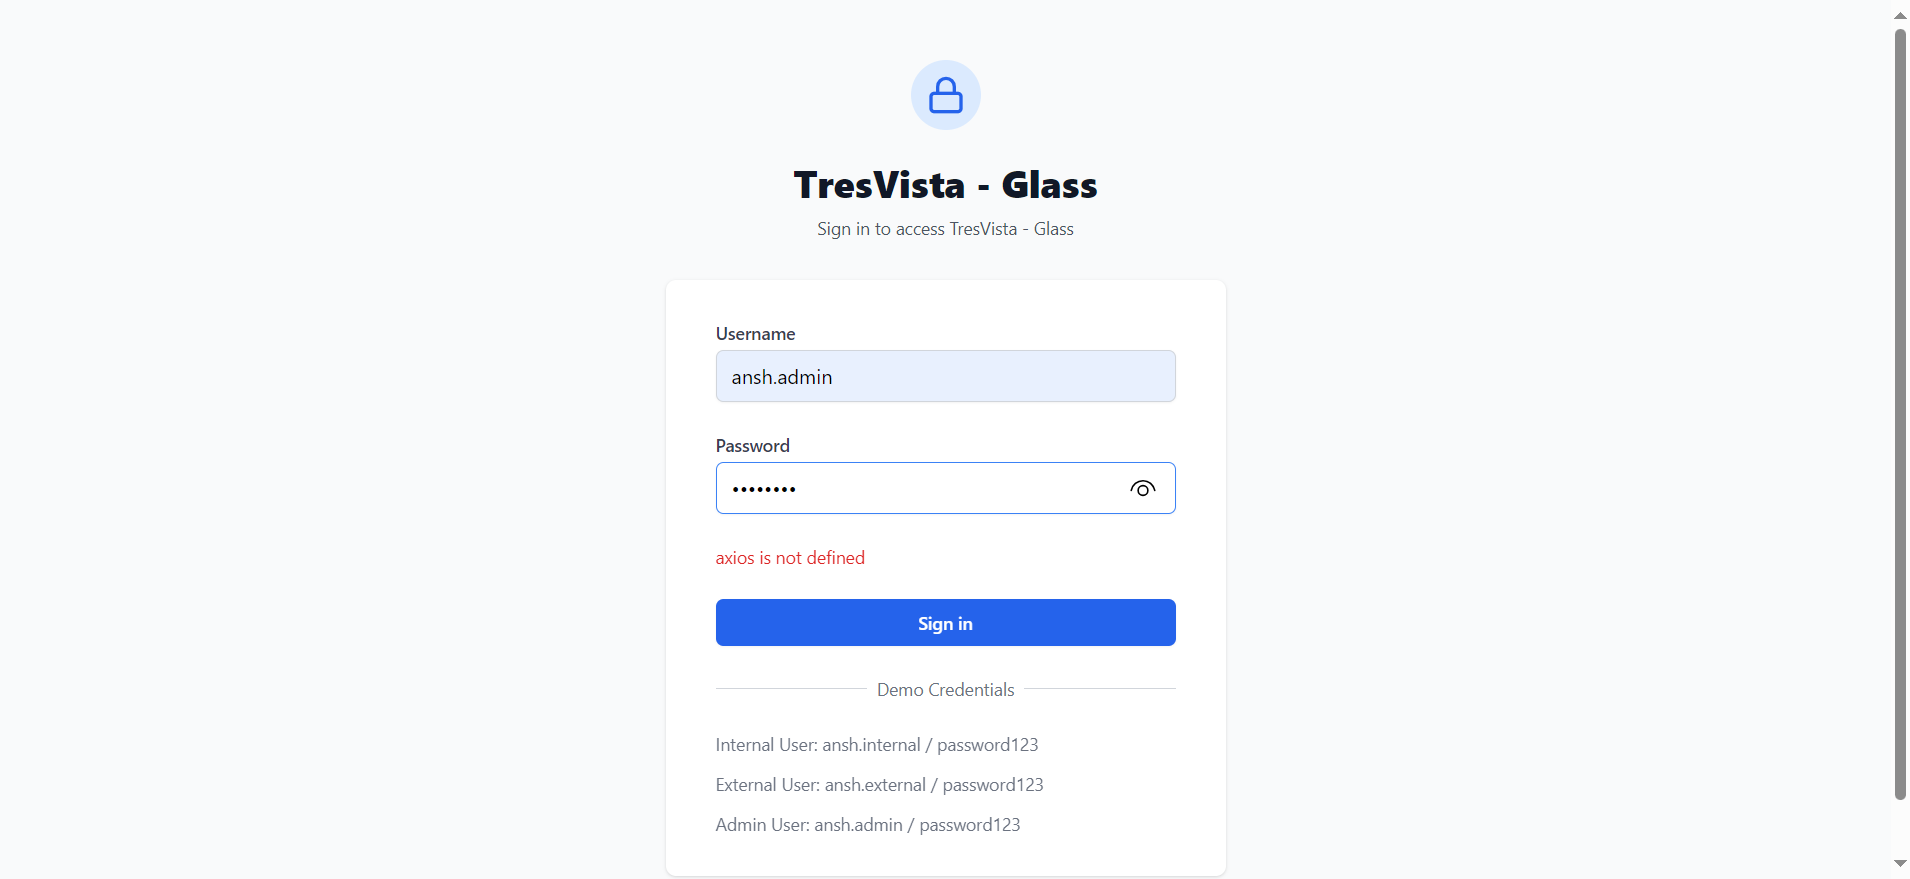 TresVista - Glass
Sign in to access TresVista - Glass
Username
ansh.admin
Password
••••••••
axios is not defined
Sign in
Demo Credentials
Internal User: ansh.internal / password123
External User: ansh.external / password123
Admin User: ansh.admin / password123